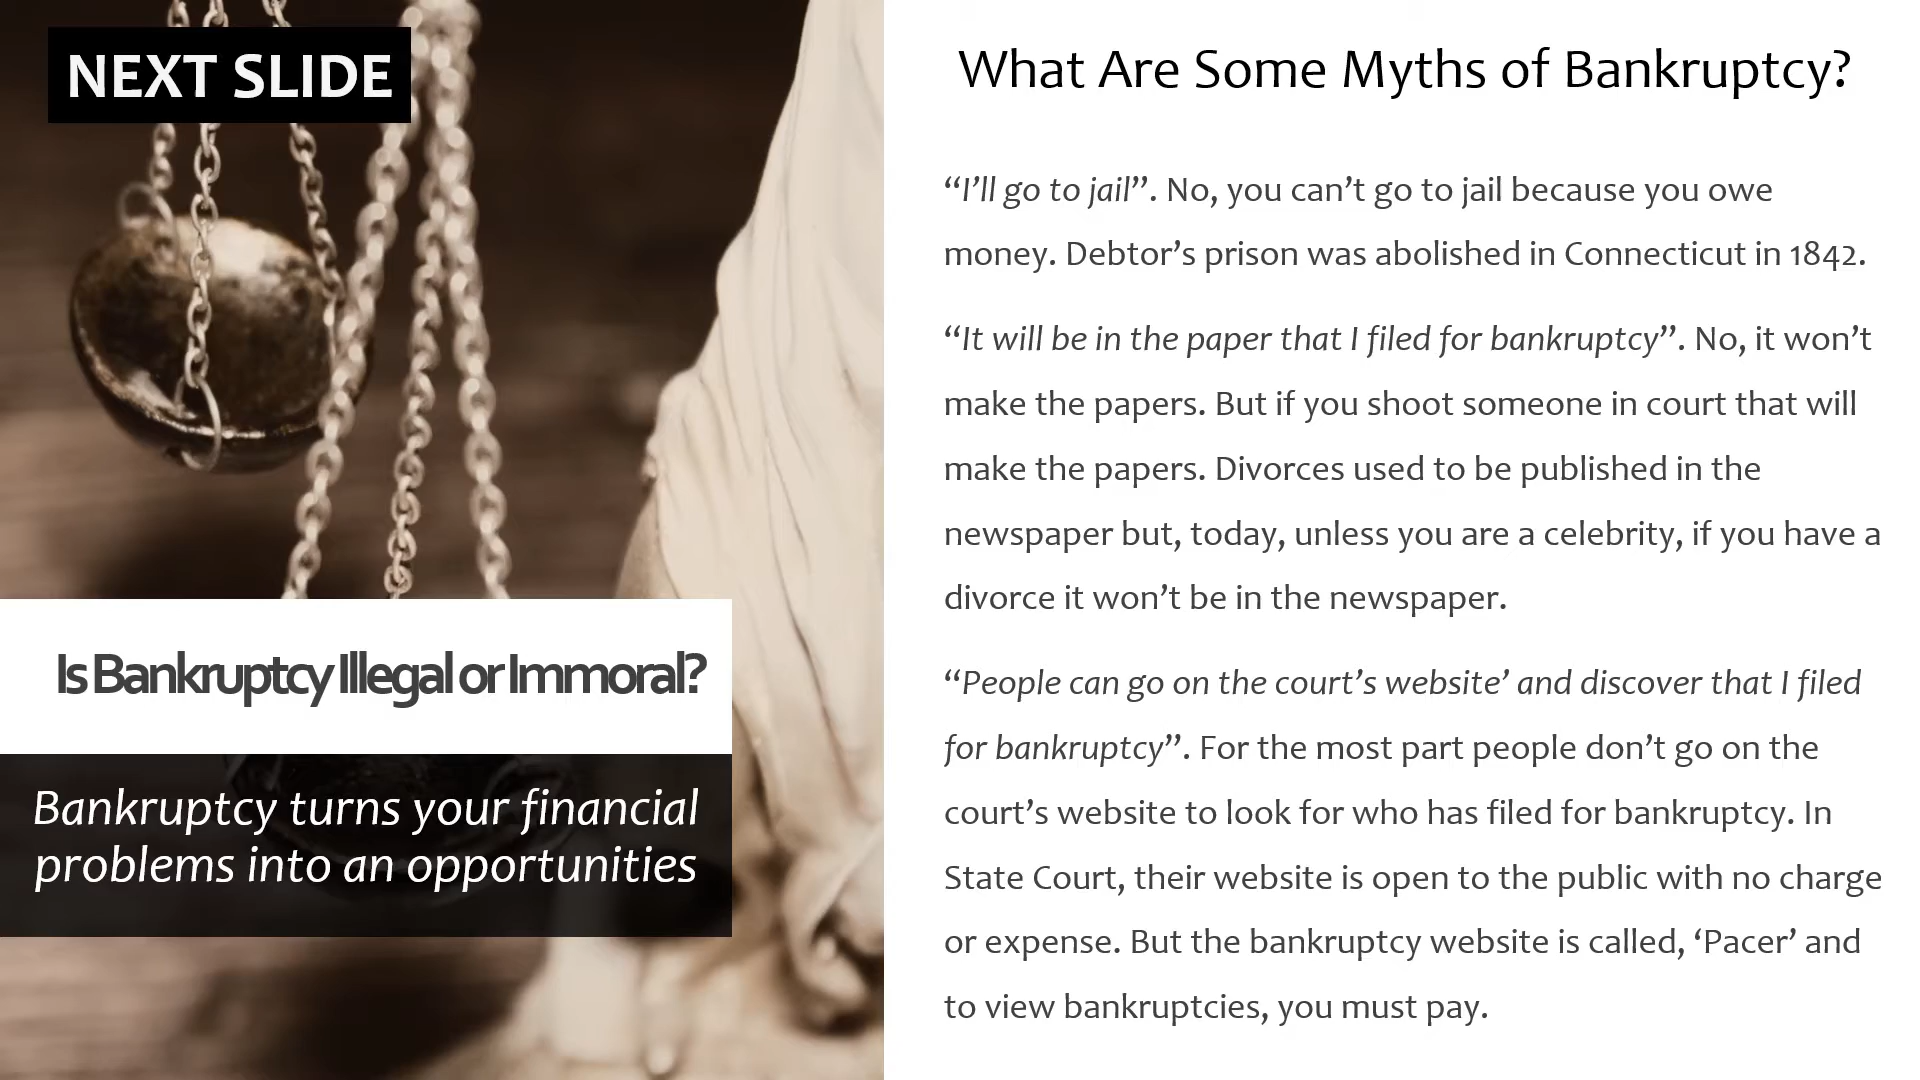 NEXT SLIDE
Is Bankruptcy Illegal or Immoral?
Bankruptcy turns your financial
problems into an opportunities
What Are Some Myths of Bankruptcy?
“I’ll go to jail”. No, you can’t go to jail because you owe
money. Debtor’s prison was abolished in Connecticut in 1842.
“It will be in the paper that I filed for bankruptcy”. No, it won’t
make the papers. But if you shoot someone in court that will
make the papers. Divorces used to be published in the
newspaper but, today, unless you are a celebrity, if you have a
divorce it won’t be in the newspaper.
“People can go on the court’s website’ and discover that I filed
for bankruptcy”. For the most part people don’t go on the
court’s website to look for who has filed for bankruptcy. In
State Court, their website is open to the public with no charge
or expense. But the bankruptcy website is called, ‘Pacer’ and
to view bankruptcies, you must pay.